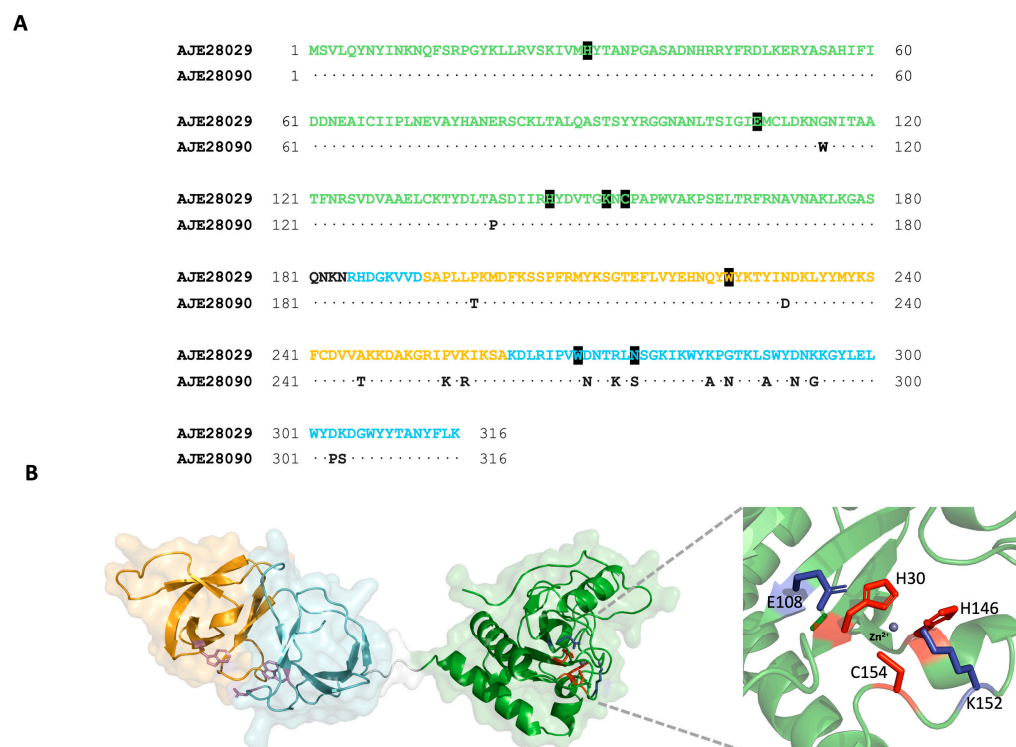 A
AJE28029 1 MSVLQYNYINKNQFSRPGYKLLRVSKIVMHYTANPGASADNHRRYFRDLKERYASAHIFI 60
AJE28090 1 ............................................................ 60
AJE28029 61 DDNEAICIIPLNEVAYHANERSCKLTALQASTSYYRGGNANLTSIGIEMCLDKNGNITAA 120
AJE28090 61 ......................................................W..... 120
AJE28029 121 TFNRSVDVAAELCKTYDLTASDIIRHYDVTGKNCPAPWVAKPSELTRFRNAVNAKLKGAS 180
AJE28090 121 ...................P........................................ 180
AJE28029 181 QNKNRHDGKVVDSAPLLPKMDFKSSPFRMYKSGTEFLVYEHNQYWYKTYINDKLYYMYKS 240
AJE28090 181 .................T................................D......... 240
AJE28029 241 FCDVVAKKDAKGRIPVKIKSAKDLRIPVWDNTRLNSGKIKWYKPGTKLSWYDNKKGYLEL 300
AJE28090 241 .....T........K.R............N..K.S.......A.N...A..N.G...... 300
AJE28029 301 WYDKDGWYYTANYFLK 316
AJE28090 301 ..PS............ 316
B
H30
E108
H146
Zn²⁺
C154
K152